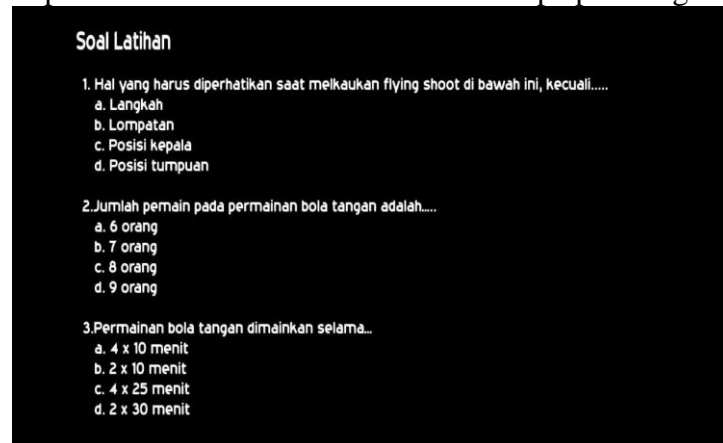 Soal Latihan
1. Hal yang harus diperhatikan saat melkaukan flying shoot di bawah ini, kecuali.....
a. Langkah
b. Lompatan
c. Posisi kepala
d. Posisi tumpuan
2.Jumlah pemain pada permainan bola tangan adalah.....
a. 6 orang
b. 7 orang
c. 8 orang
d. 9 orang
3.Permainan bola tangan dimainkan selama...
a. 4 x 10 menit
b. 2 x 10 menit
c. 4 x 25 menit
d. 2 x 30 menit